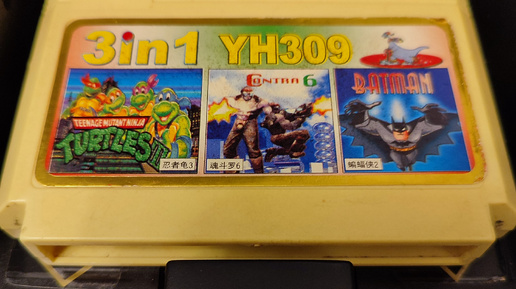 3in1 YH309
TEENAGE MUTANT NINJA
TURTLES III
忍者龟3
CONTRA 6
魂斗罗6
BATMAN
蝙蝠侠2